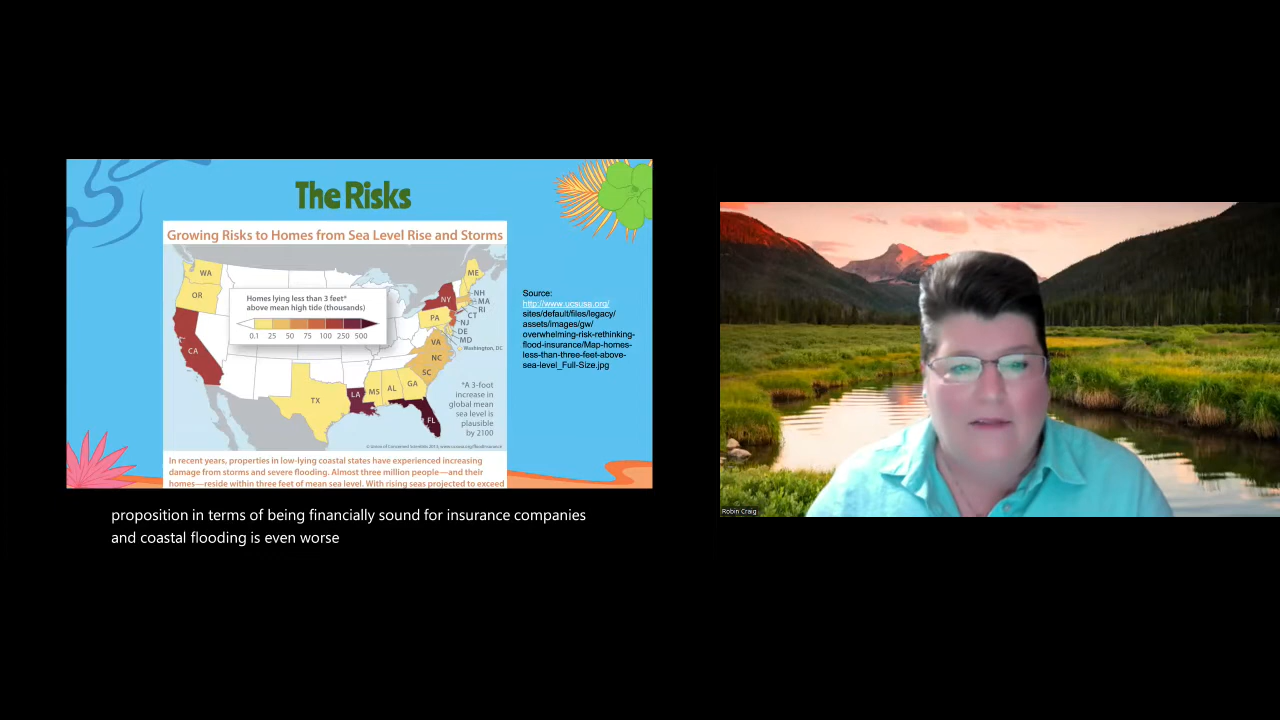 The Risks
Growing Risks to Homes from Sea Level Rise and Storms
WA
OR
CA
TX
LA
MS
AL
GA
FL
SC
NC
VA
PA
NY
ME
NH
MA
RI
CT
NJ
DE
MD
Washington, DC
Homes lying less than 3 feet*
above mean high tide (thousands)
0.1 25 50 75 100 250 500
*A 3-foot
increase in
global mean
sea level is
plausible
by 2100
In recent years, properties in low-lying coastal states have experienced increasing
damage from storms and severe flooding. Almost three million people—and their
homes—reside within three feet of mean sea level. With rising seas projected to exceed
Source:
http://www.ucsusa.org/
sites/default/files/legacy/
assets/images/gw/
overwhelming-risk-rethinking-
flood-insurance/Map-homes-
less-than-three-feet-above-
sea-level_Full-Size.jpg
proposition in terms of being financially sound for insurance companies
and coastal flooding is even worse
Robin Craig